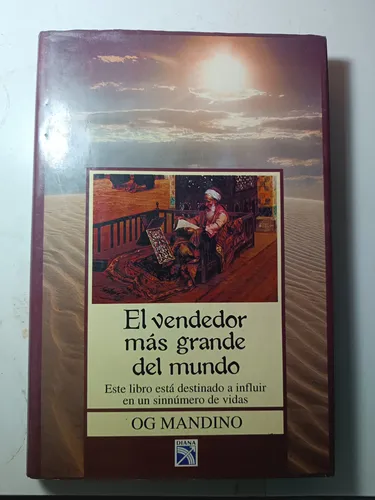 El vendedor
más grande
del mundo
Este libro está destinado a influir
en un sinnúmero de vidas
OG MANDINO
DIANA